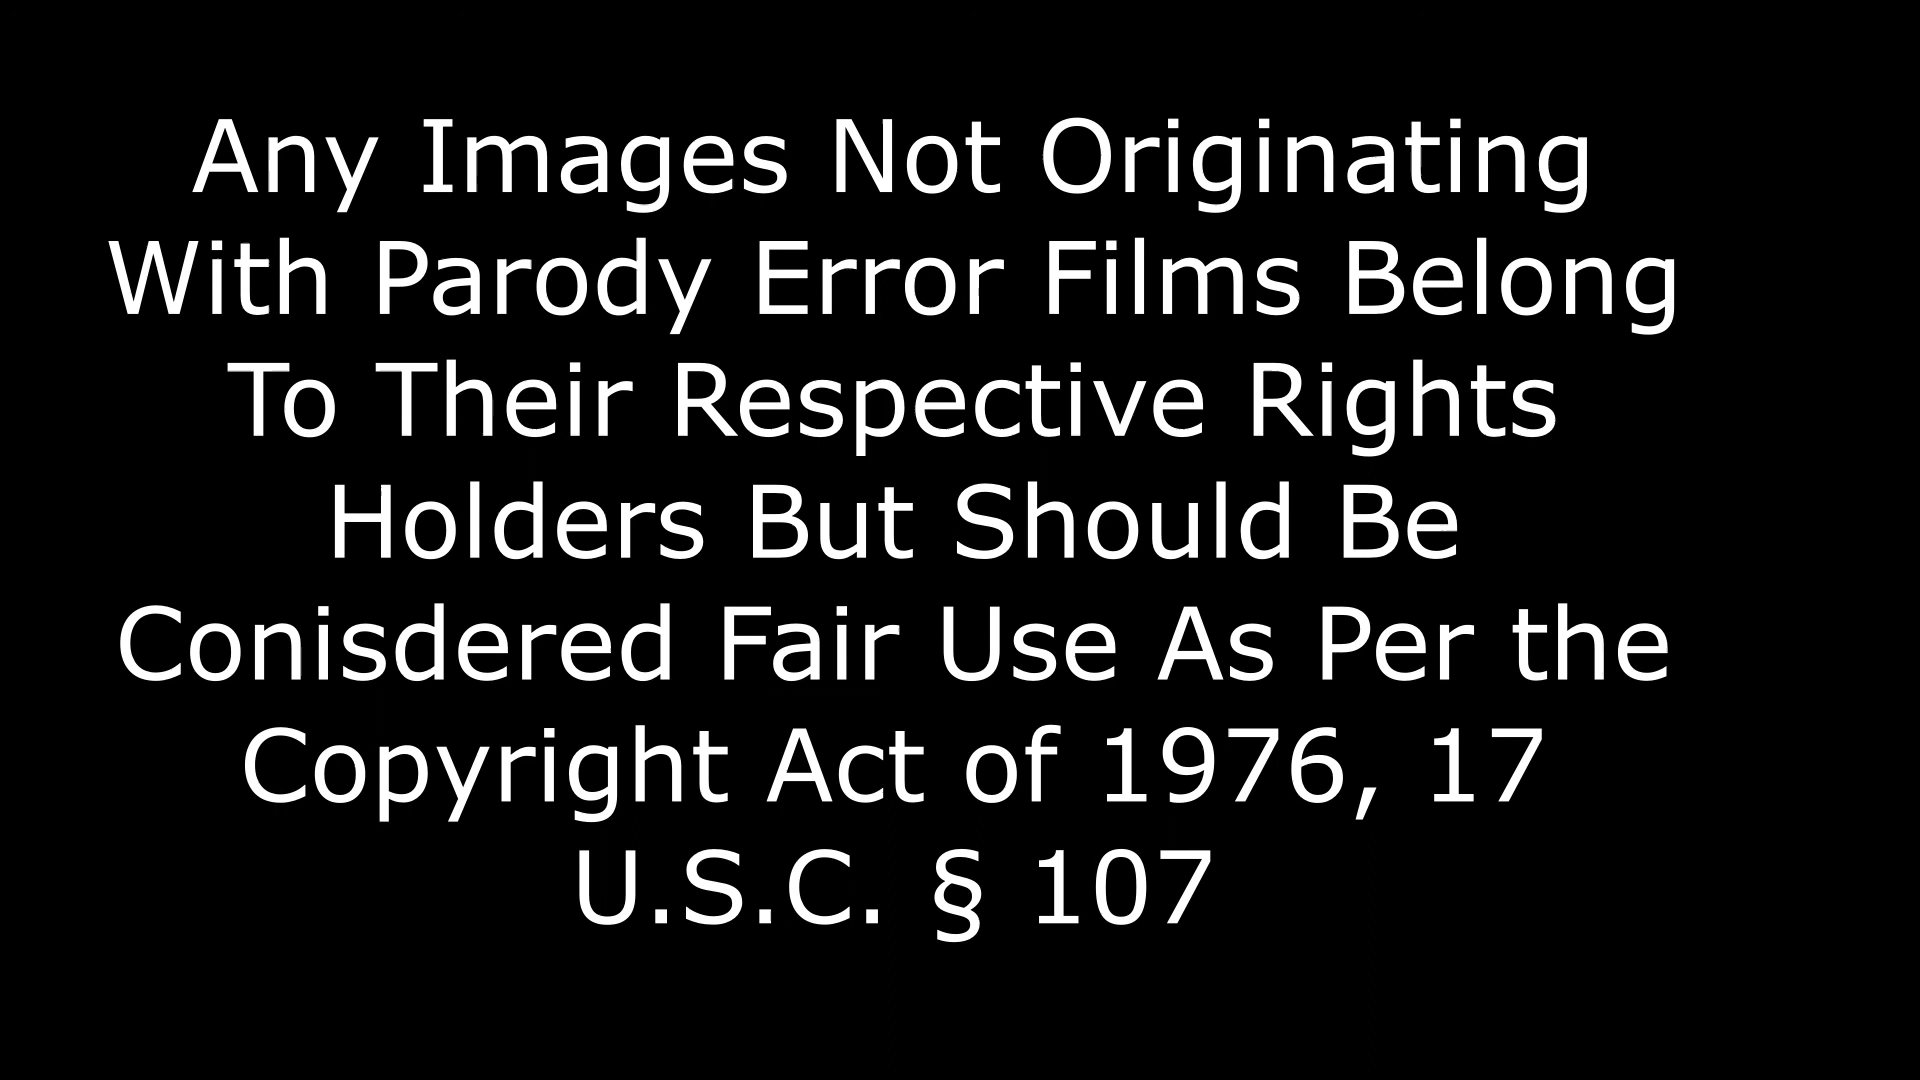 Any Images Not Originating
With Parody Error Films Belong
To Their Respective Rights
Holders But Should Be
Conisdered Fair Use As Per the
Copyright Act of 1976, 17
U.S.C. § 107